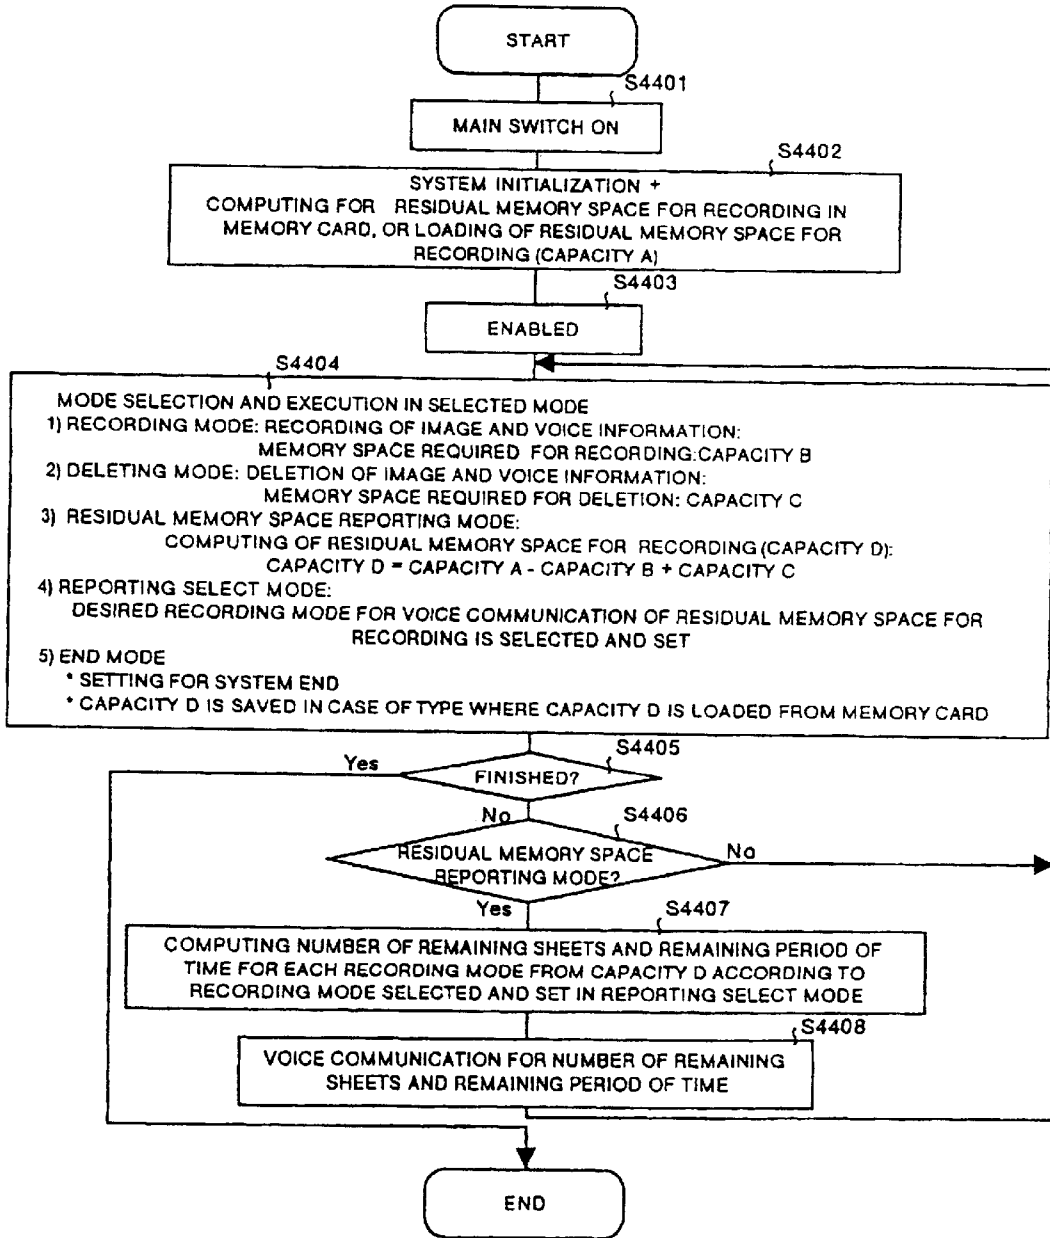 START
S4401
MAIN SWITCH ON
S4402
SYSTEM INITIALIZATION +
COMPUTING FOR RESIDUAL MEMORY SPACE FOR RECORDING IN
MEMORY CARD, OR LOADING OF RESIDUAL MEMORY SPACE FOR
RECORDING (CAPACITY A)
S4403
ENABLED
S4404
MODE SELECTION AND EXECUTION IN SELECTED MODE
1) RECORDING MODE: RECORDING OF IMAGE AND VOICE INFORMATION:
MEMORY SPACE REQUIRED FOR RECORDING:CAPACITY B
2) DELETING MODE: DELETION OF IMAGE AND VOICE INFORMATION:
MEMORY SPACE REQUIRED FOR DELETION: CAPACITY C
3) RESIDUAL MEMORY SPACE REPORTING MODE:
COMPUTING OF RESIDUAL MEMORY SPACE FOR RECORDING (CAPACITY D):
CAPACITY D = CAPACITY A - CAPACITY B + CAPACITY C
4) REPORTING SELECT MODE:
DESIRED RECORDING MODE FOR VOICE COMMUNICATION OF RESIDUAL MEMORY SPACE FOR
RECORDING IS SELECTED AND SET
5) END MODE
* SETTING FOR SYSTEM END
* CAPACITY D IS SAVED IN CASE OF TYPE WHERE CAPACITY D IS LOADED FROM MEMORY CARD
S4405
Yes
FINISHED?
No
S4406
RESIDUAL MEMORY SPACE
REPORTING MODE?
No
Yes
S4407
COMPUTING NUMBER OF REMAINING SHEETS AND REMAINING PERIOD OF
TIME FOR EACH RECORDING MODE FROM CAPACITY D ACCORDING TO
RECORDING MODE SELECTED AND SET IN REPORTING SELECT MODE
S4408
VOICE COMMUNICATION FOR NUMBER OF REMAINING
SHEETS AND REMAINING PERIOD OF TIME
END